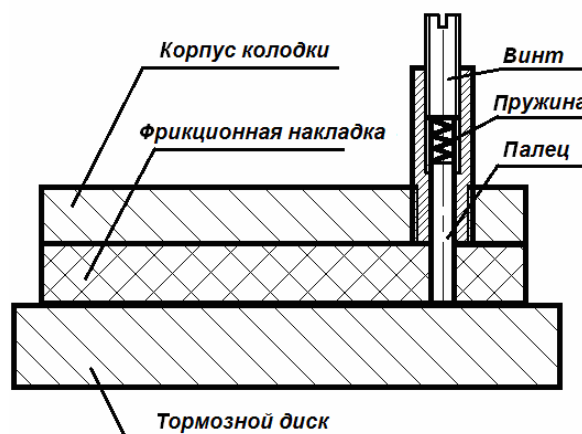 Корпус колодки
Винт
Пружина
Фрикционная накладка
Палец
Тормозной диск